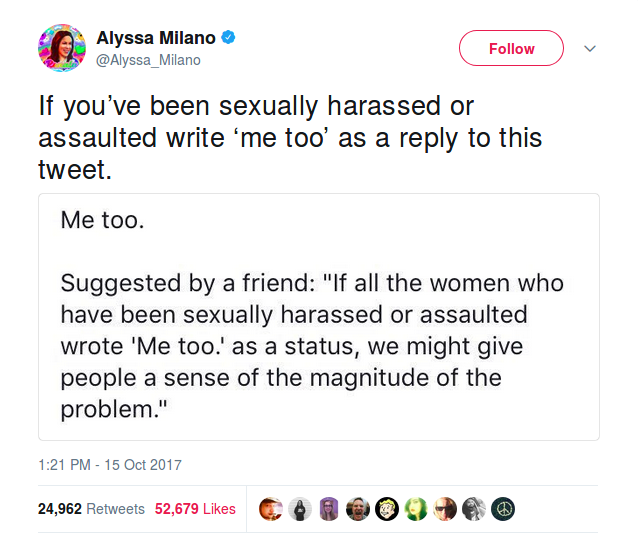 Alyssa Milano
@Alyssa_Milano
Follow
If you’ve been sexually harassed or
assaulted write ‘me too’ as a reply to this
tweet.
Me too.
Suggested by a friend: "If all the women who
have been sexually harassed or assaulted
wrote 'Me too.' as a status, we might give
people a sense of the magnitude of the
problem."
1:21 PM - 15 Oct 2017
24,962 Retweets 52,679 Likes